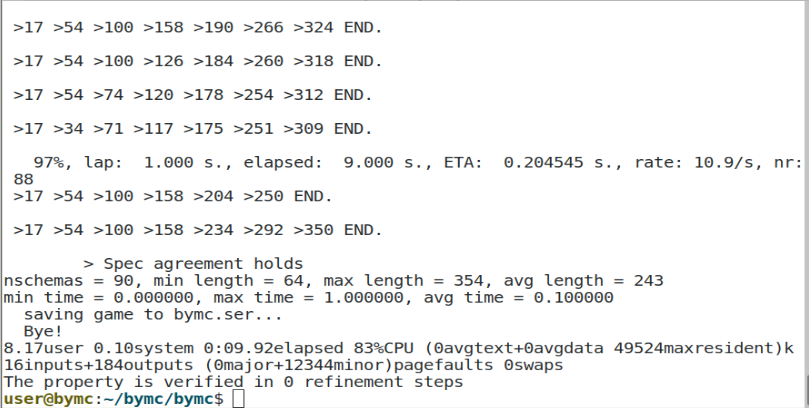 >17 >54 >100 >158 >190 >266 >324 END.
>17 >54 >100 >126 >184 >260 >318 END.
>17 >54 >74 >120 >178 >254 >312 END.
>17 >34 >71 >117 >175 >251 >309 END.
97%, lap:  1.000 s., elapsed:  9.000 s., ETA:  0.204545 s., rate: 10.9/s, nr:
88
>17 >54 >100 >158 >204 >250 END.
>17 >54 >100 >158 >234 >292 >350 END.
> Spec agreement holds
nschemas = 90, min length = 64, max length = 354, avg length = 243
min time = 0.000000, max time = 1.000000, avg time = 0.100000
saving game to bymc.ser...
Bye!
8.17user 0.10system 0:09.92elapsed 83%CPU (0avgtext+0avgdata 49524maxresident)k
16inputs+184outputs (0major+12344minor)pagefaults 0swaps
The property is verified in 0 refinement steps
user@bymc:~/bymc/bymc$